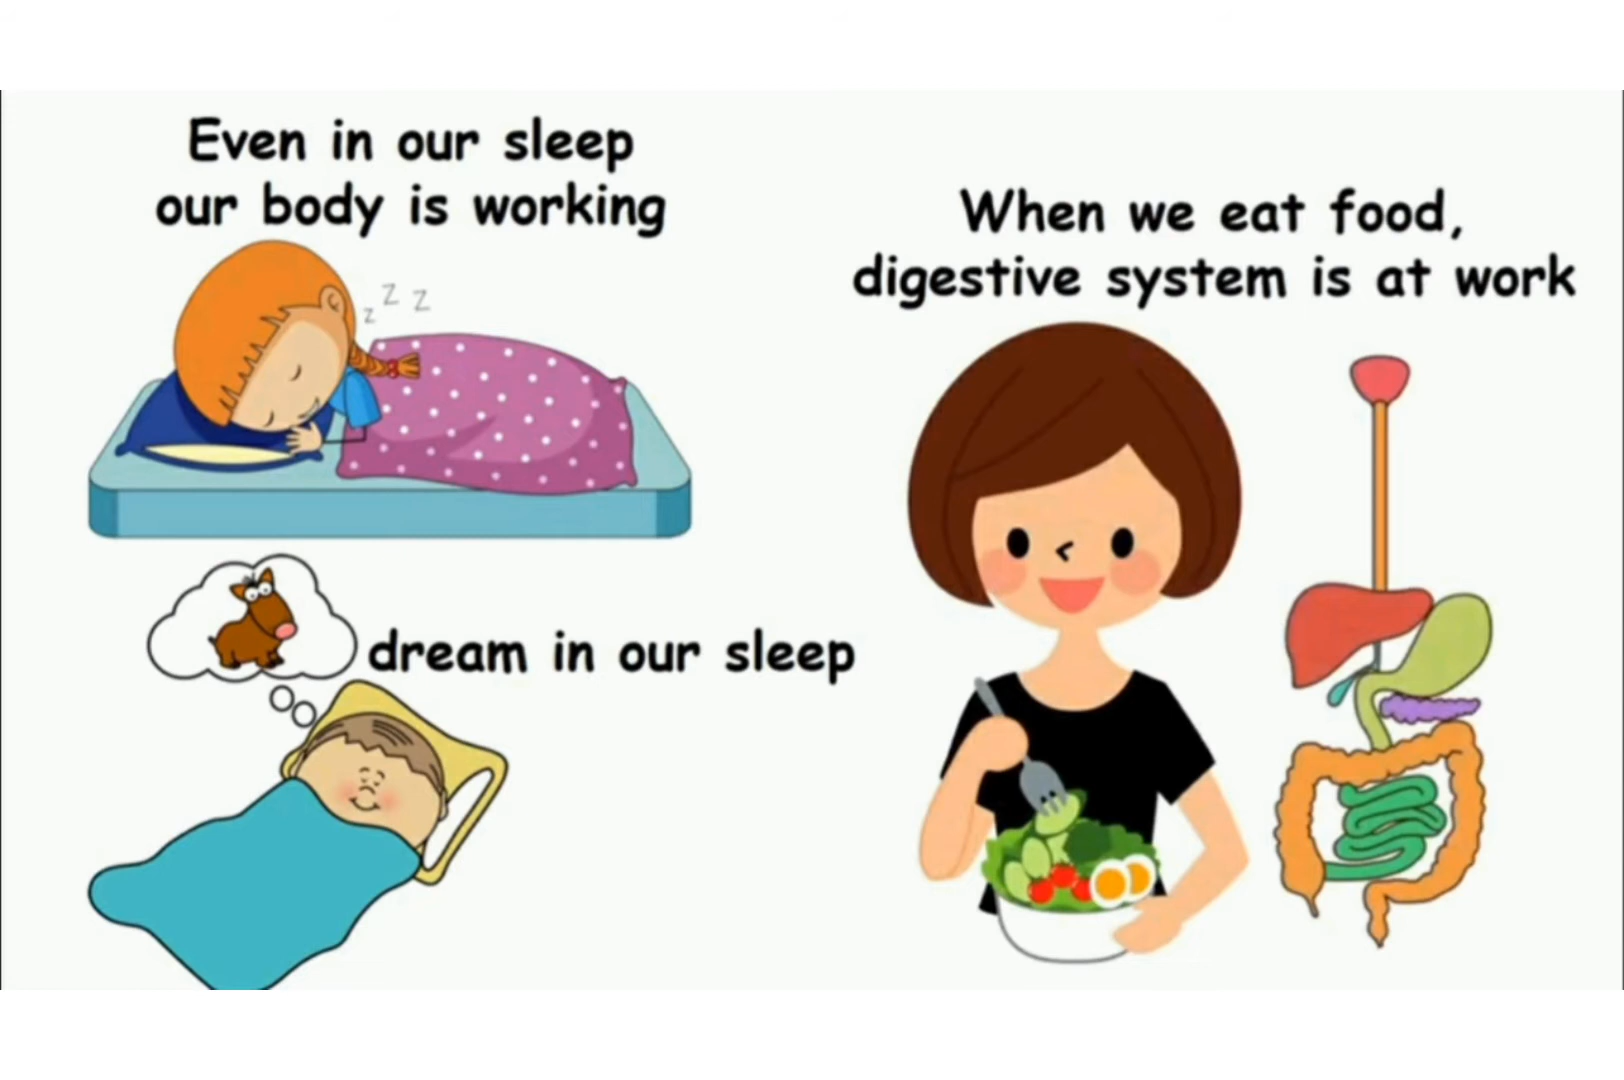 Even in our sleep
our body is working
z z z
dream in our sleep
When we eat food,
digestive system is at work